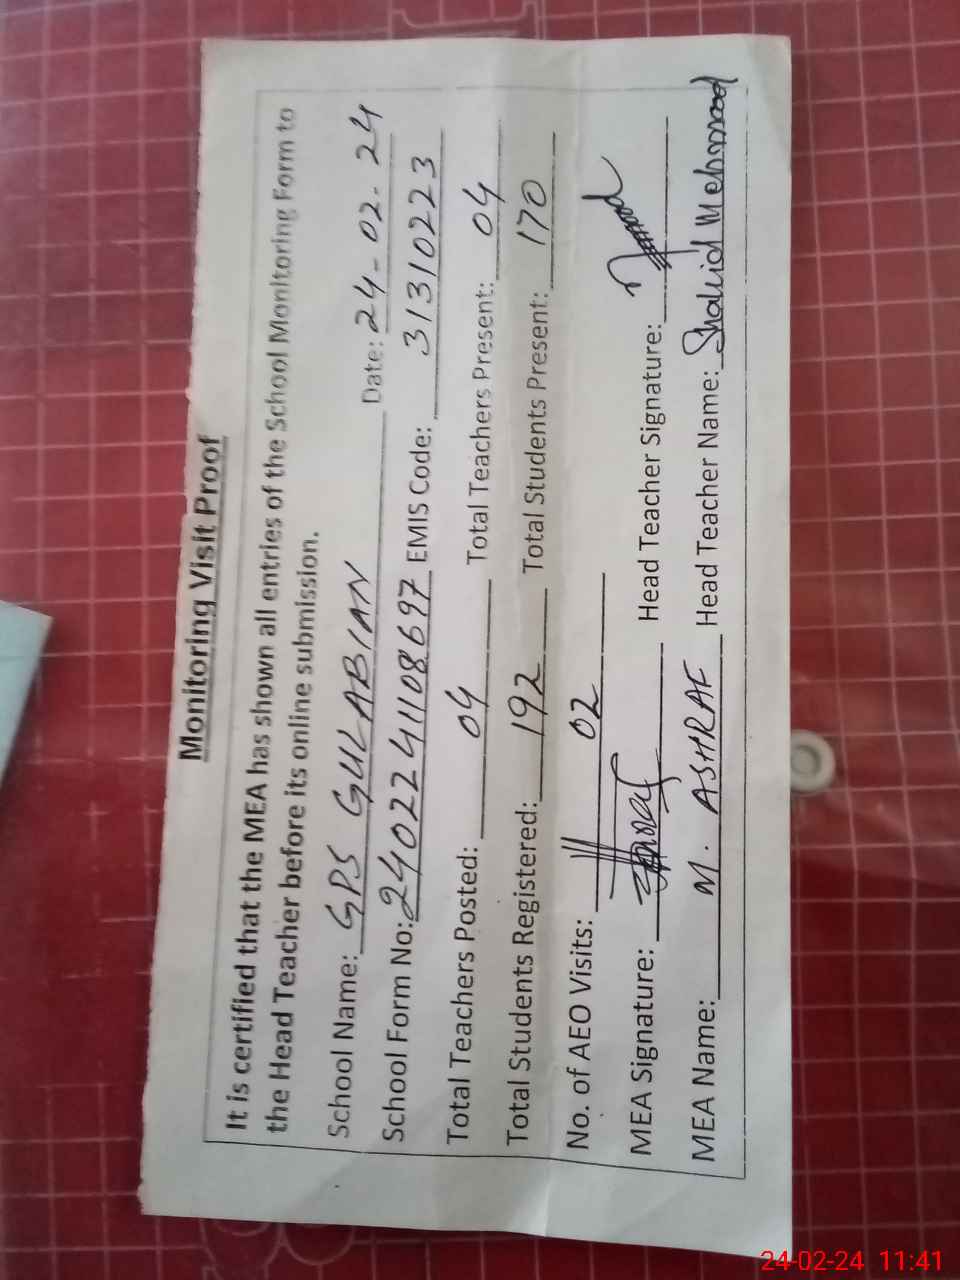 Monitoring Visit Proof
It is certified that the MEA has shown all entries of the School Monitoring Form to
the Head Teacher before its online submission.
School Name: GPS GULABIAN Date: 24-02-24
School Form No: 2402241108697 EMIS Code: 31310223
Total Teachers Posted: 04 Total Teachers Present: 04
Total Students Registered: 192 Total Students Present: 170
No. of AEO Visits: 02
MEA Signature: Head Teacher Signature:
MEA Name: M. ASHRAF Head Teacher Name: Shahid Mehmood
24-02-24 11:41